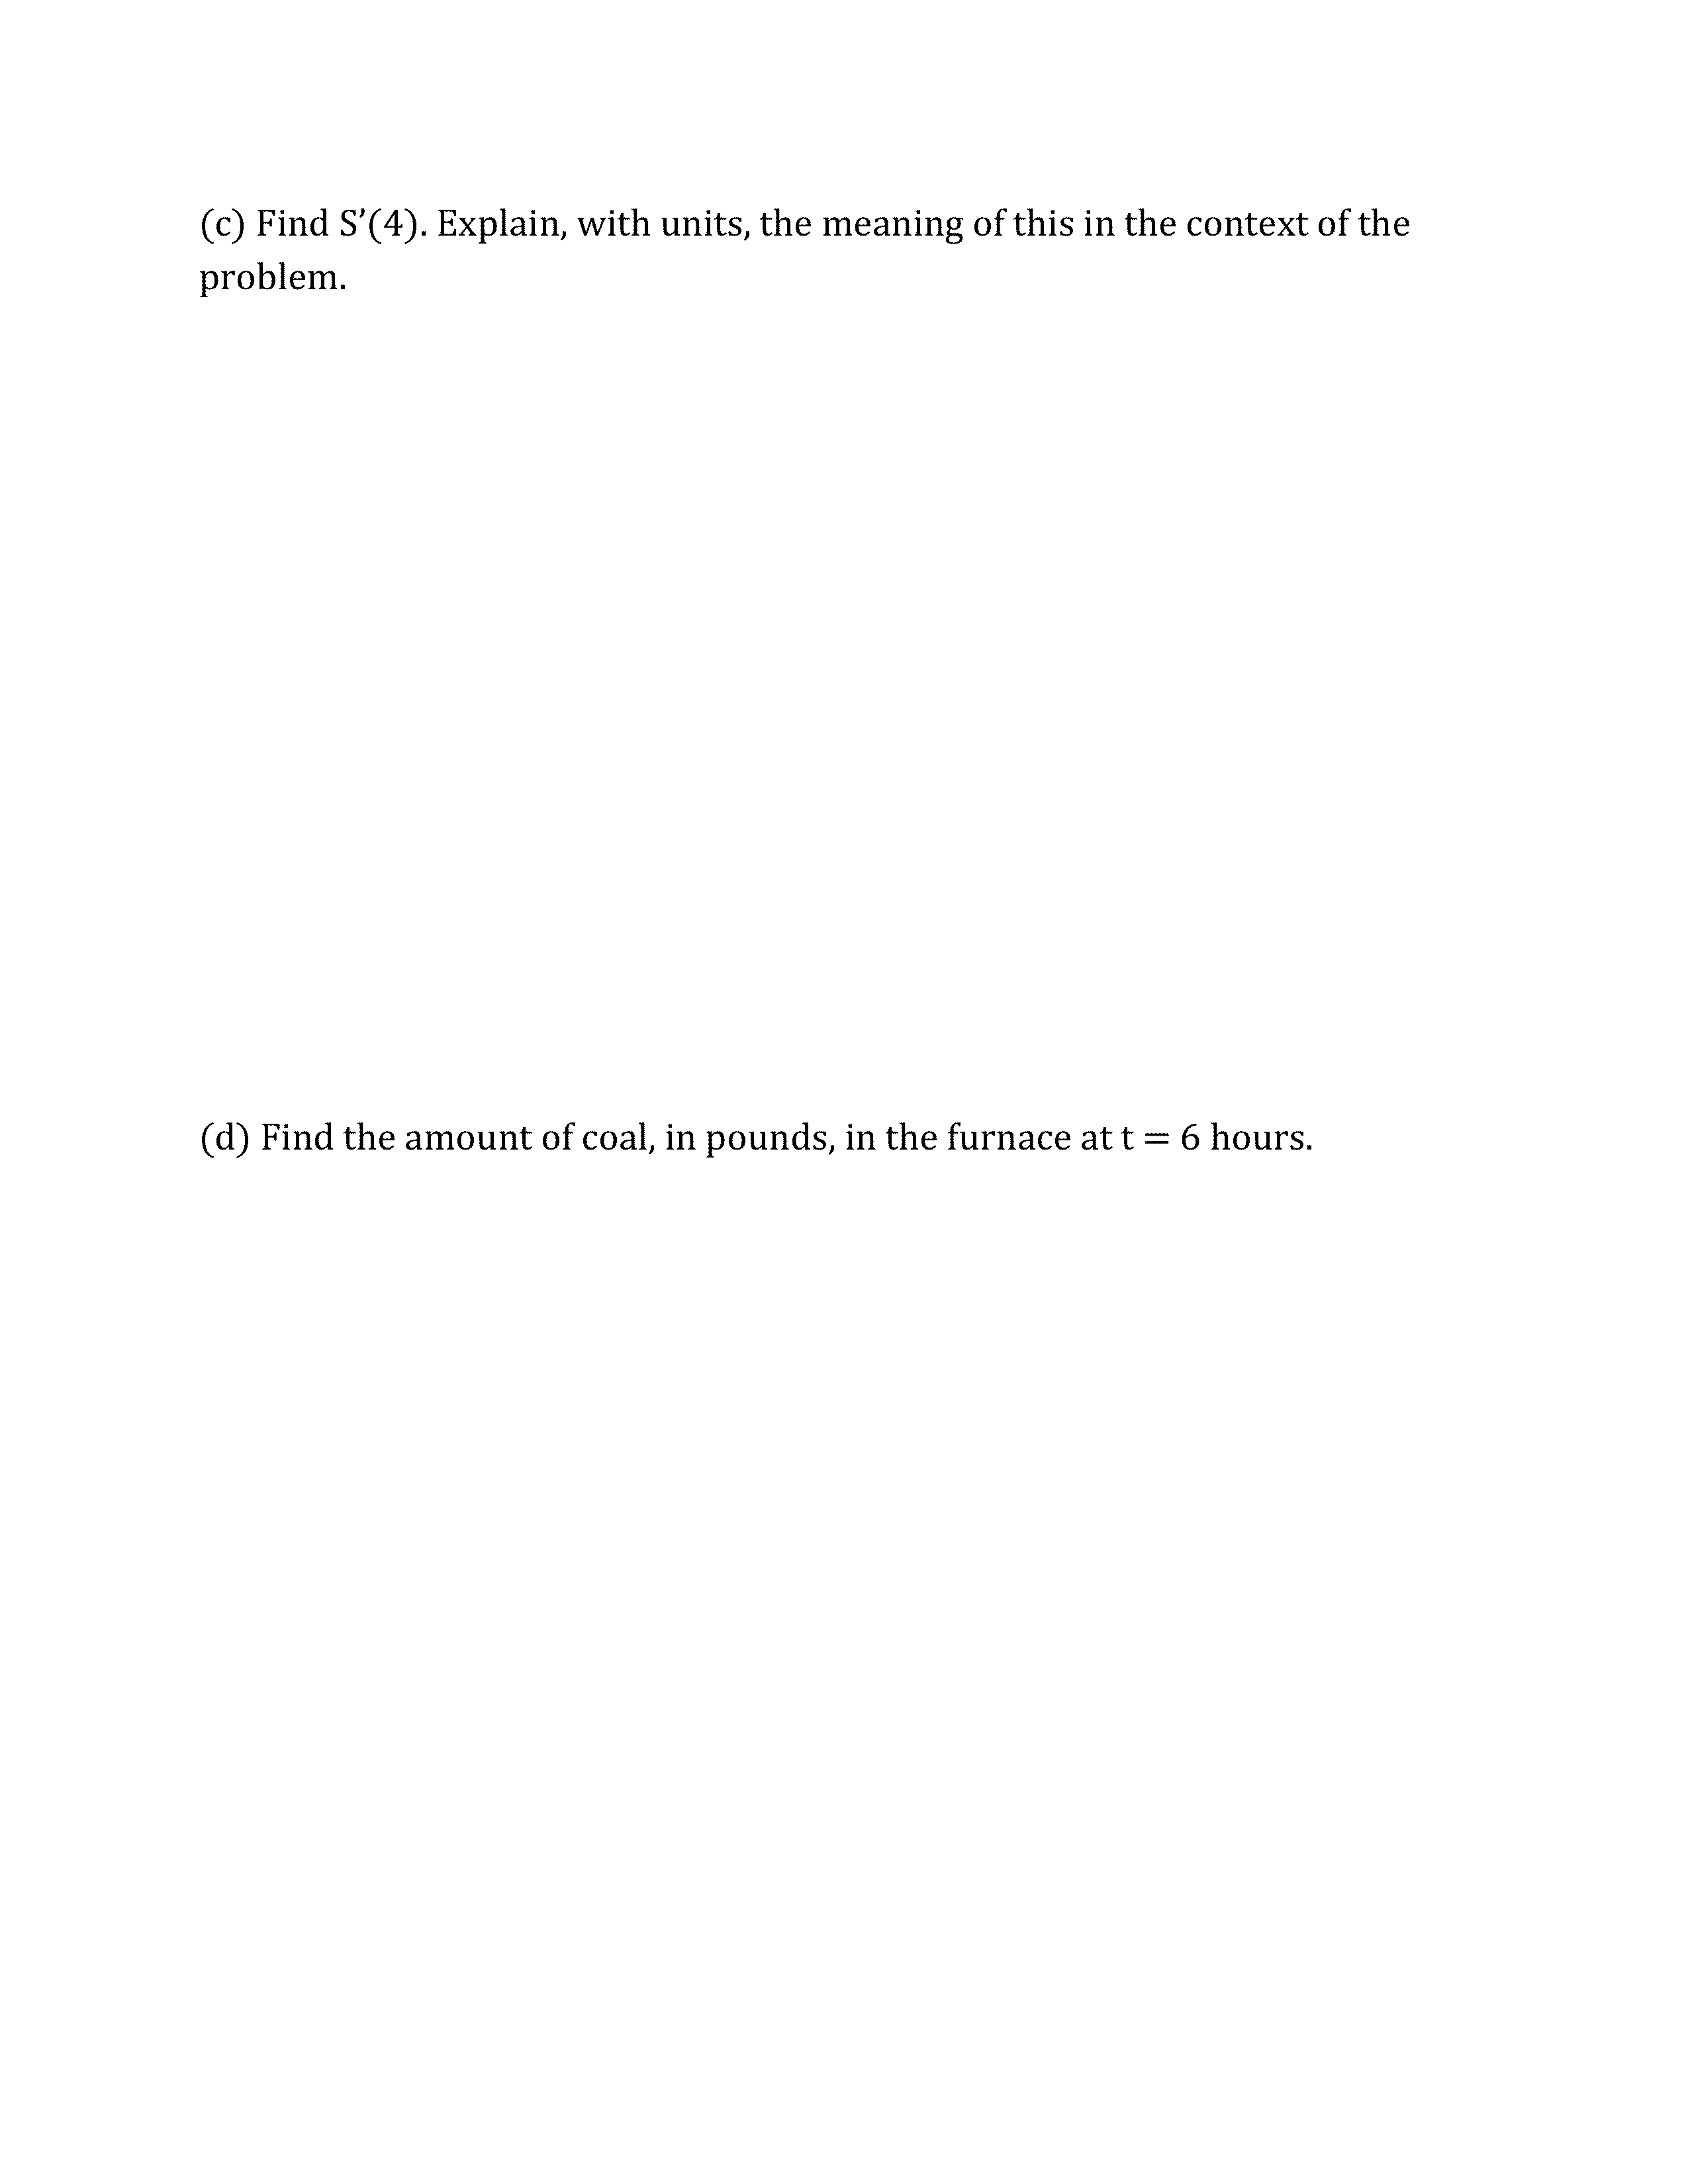 (c) Find S’(4). Explain, with units, the meaning of this in the context of the
problem.
(d) Find the amount of coal, in pounds, in the furnace at t = 6 hours.